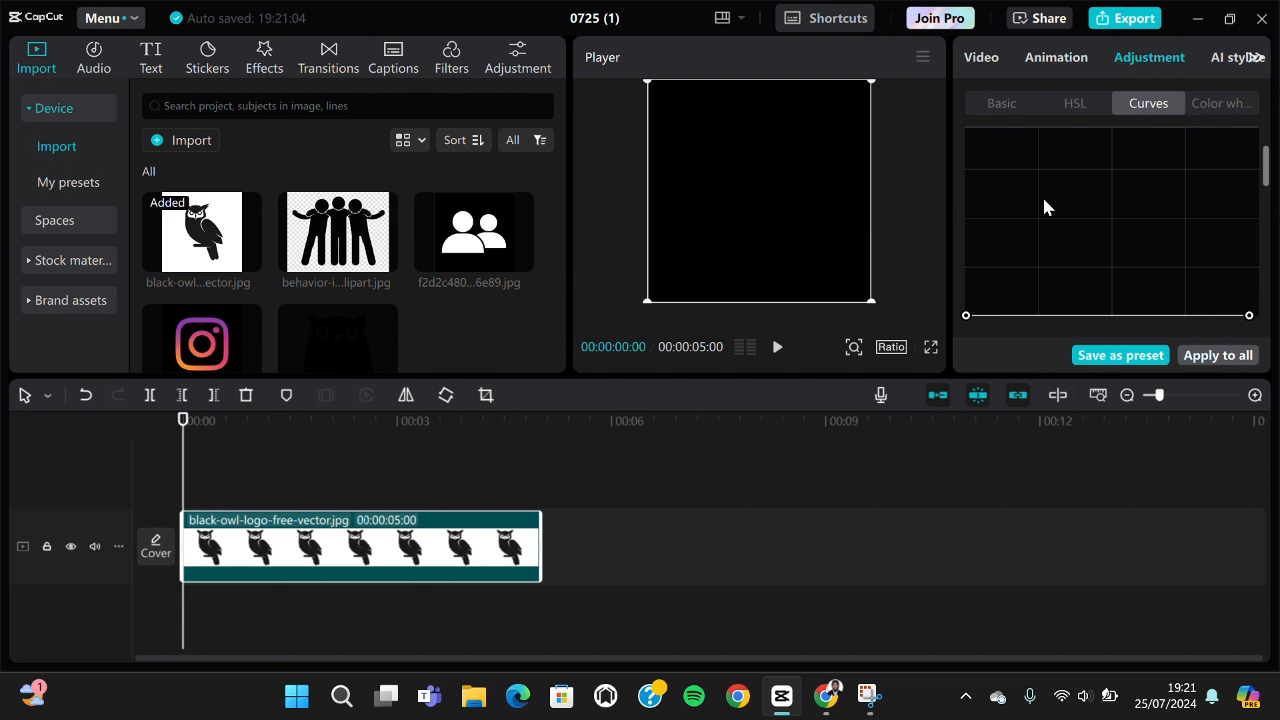 CapCut Menu Auto saved: 19:21:04 0725 (1) Shortcuts Join Pro Share Export
Import Audio Text Stickers Effects Transitions Captions Filters Adjustment
Player
Video Animation Adjustment
Device
Search project, subjects in image, lines
Basic HSL Curves Color wh...
Import
Import Sort All
My presets
All
Spaces
Added
Stock mater...
black-owl...ector.jpg behavior-i...lipart.jpg f2d2c480...6e89.jpg
Brand assets
00:00:00:00 00:00:05:00 Ratio
Save as preset Apply to all
00:00 00:03 00:06 00:09 00:12
black-owl-logo-free-vector.jpg 00:00:05:00
Cover
1
19:21
25/07/2024
PRE